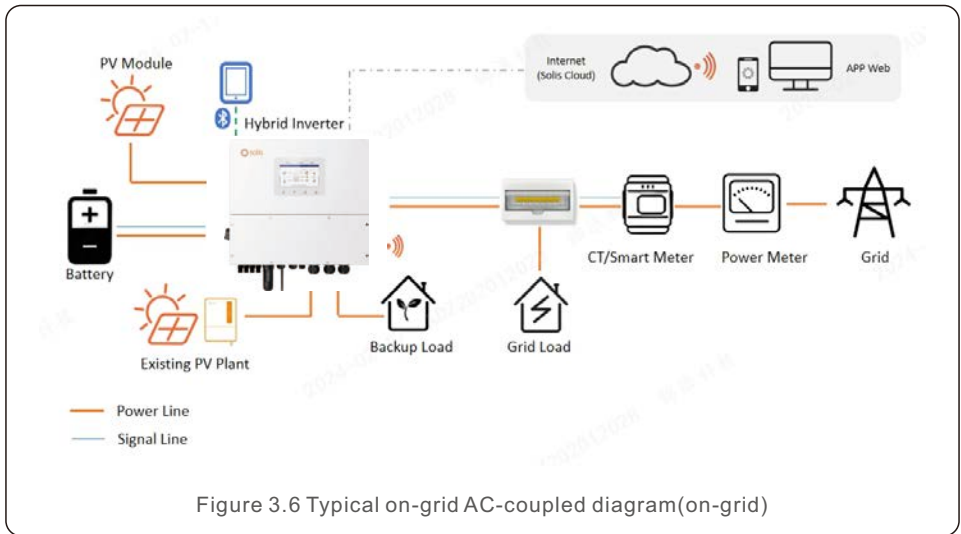 PV Module
Internet
(Solis Cloud)
APP Web
Hybrid Inverter
solis
Battery
CT/Smart Meter
Power Meter
Grid
Existing PV Plant
Backup Load
Grid Load
Power Line
Signal Line
Figure 3.6 Typical on-grid AC-coupled diagram(on-grid)